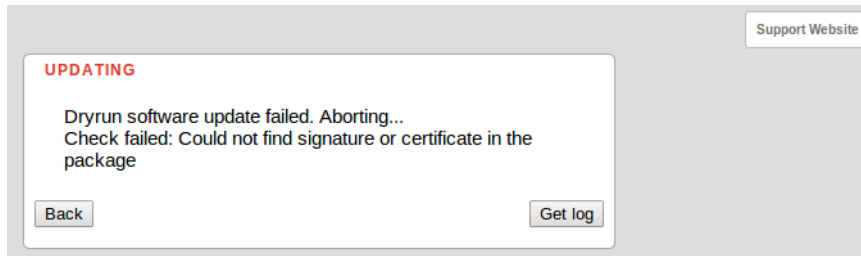 Support Website
UPDATING
Dryrun software update failed. Aborting...
Check failed: Could not find signature or certificate in the
package
Back
Get log